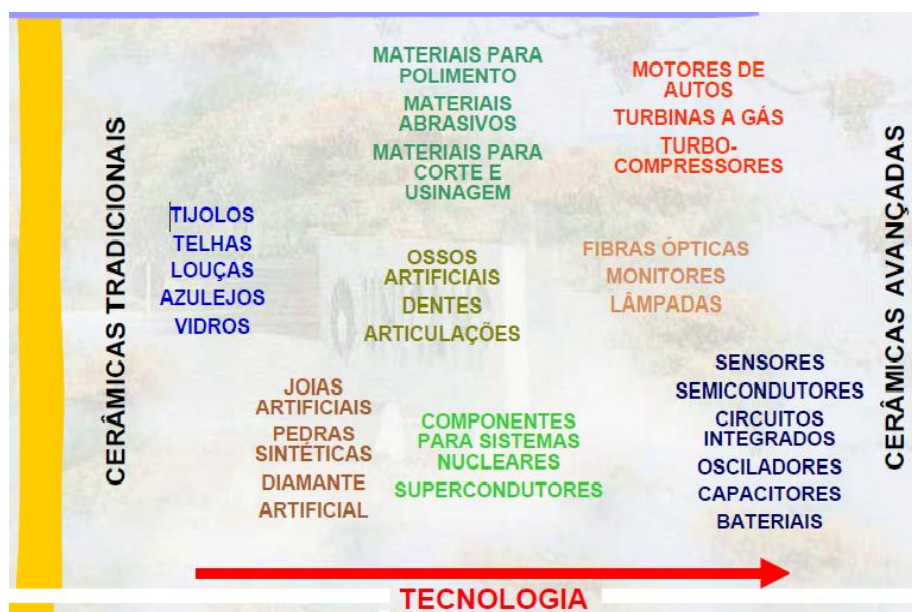 CERÂMICAS TRADICIONAIS
TIJOLOS
TELHAS
LOUÇAS
AZULEJOS
VIDROS
MATERIAIS PARA
POLIMENTO
MATERIAIS
ABRASIVOS
MATERIAIS PARA
CORTE E
USINAGEM
MOTORES DE
AUTOS
TURBINAS A GÁS
TURBO-
COMPRESSORES
OSSOS
ARTIFICIAIS
DENTES
ARTICULAÇÕES
FIBRAS ÓPTICAS
MONITORES
LÂMPADAS
JOIAS
ARTIFICIAIS
PEDRAS
SINTÉTICAS
DIAMANTE
ARTIFICIAL
COMPONENTES
PARA SISTEMAS
NUCLEARES
SUPERCONDUTORES
SENSORES
SEMICONDUTORES
CIRCUITOS
INTEGRADOS
OSCILADORES
CAPACITORES
BATERIAIS
CERÂMICAS AVANÇADAS
TECNOLOGIA